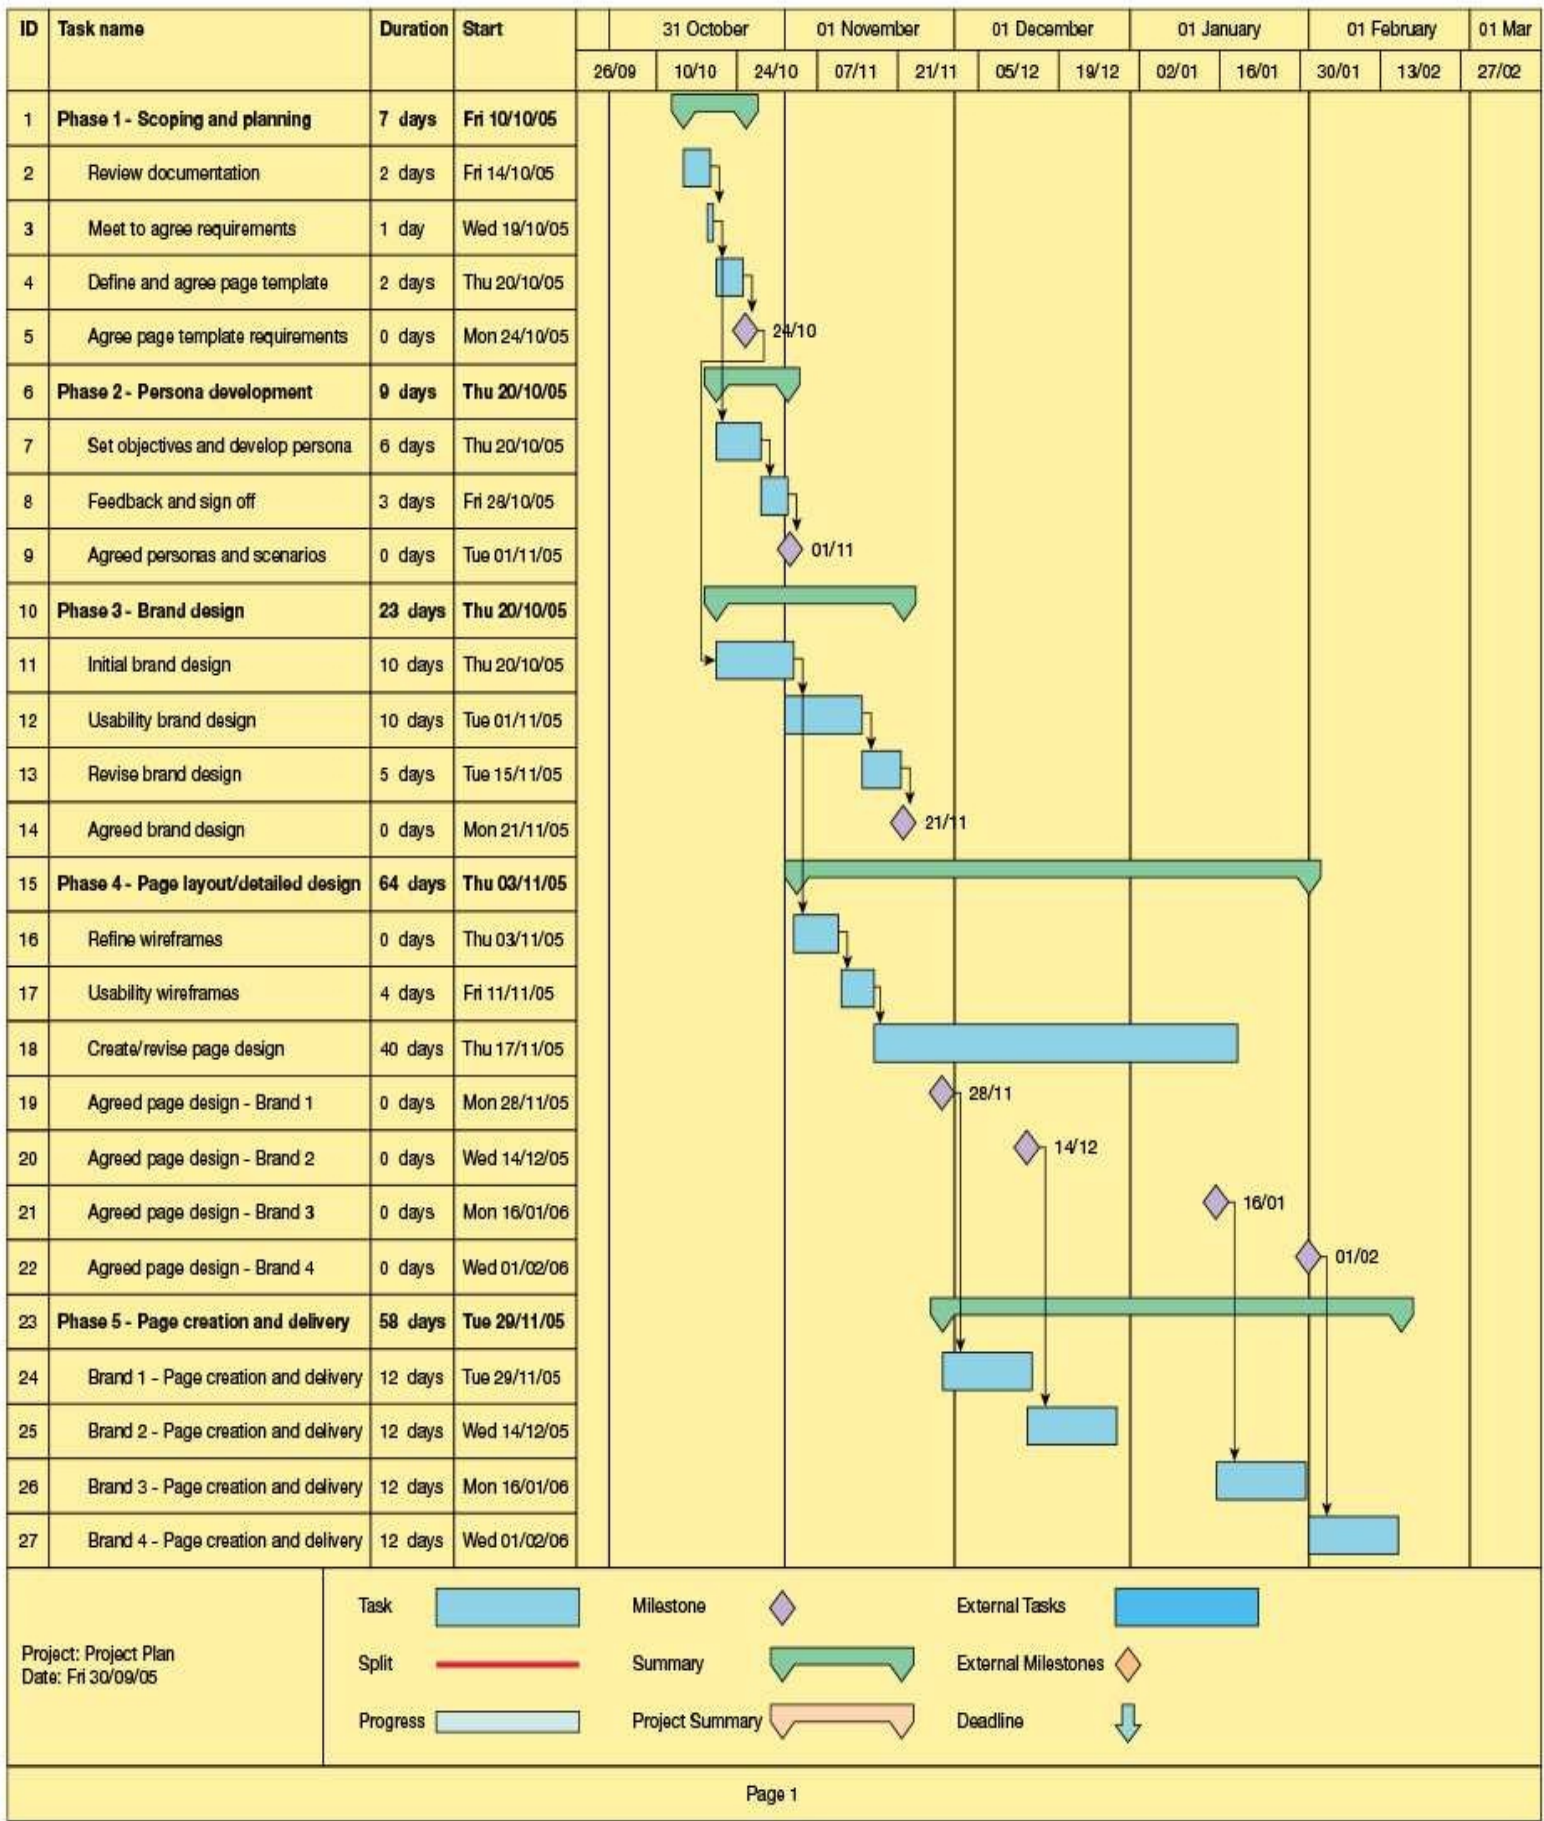 ID Task name Duration Start 31 October 01 November 01 December 01 January 01 February 01 Mar
26/09 10/10 24/10 07/11 21/11 05/12 19/12 02/01 16/01 30/01 13/02 27/02
1 Phase 1 - Scoping and planning 7 days Fri 10/10/05
2 Review documentation 2 days Fri 14/10/05
3 Meet to agree requirements 1 day Wed 19/10/05
4 Define and agree page template 2 days Thu 20/10/05
5 Agree page template requirements 0 days Mon 24/10/05 24/10
6 Phase 2 - Persona development 9 days Thu 20/10/05
7 Set objectives and develop persona 6 days Thu 20/10/05
8 Feedback and sign off 3 days Fri 28/10/05
9 Agreed personas and scenarios 0 days Tue 01/11/05 01/11
10 Phase 3 - Brand design 23 days Thu 20/10/05
11 Initial brand design 10 days Thu 20/10/05
12 Usability brand design 10 days Tue 01/11/05
13 Revise brand design 5 days Tue 15/11/05
14 Agreed brand design 0 days Mon 21/11/05 21/11
15 Phase 4 - Page layout/detailed design 64 days Thu 03/11/05
16 Refine wireframes 0 days Thu 03/11/05
17 Usability wireframes 4 days Fri 11/11/05
18 Create/revise page design 40 days Thu 17/11/05
19 Agreed page design - Brand 1 0 days Mon 28/11/05 28/11
20 Agreed page design - Brand 2 0 days Wed 14/12/05 14/12
21 Agreed page design - Brand 3 0 days Mon 16/01/06 16/01
22 Agreed page design - Brand 4 0 days Wed 01/02/06 01/02
23 Phase 5 - Page creation and delivery 58 days Tue 29/11/05
24 Brand 1 - Page creation and delivery 12 days Tue 29/11/05
25 Brand 2 - Page creation and delivery 12 days Wed 14/12/05
26 Brand 3 - Page creation and delivery 12 days Mon 16/01/06
27 Brand 4 - Page creation and delivery 12 days Wed 01/02/06
Project: Project Plan
Date: Fri 30/09/05
Task Milestone External Tasks
Split Summary External Milestones
Progress Project Summary Deadline
Page 1